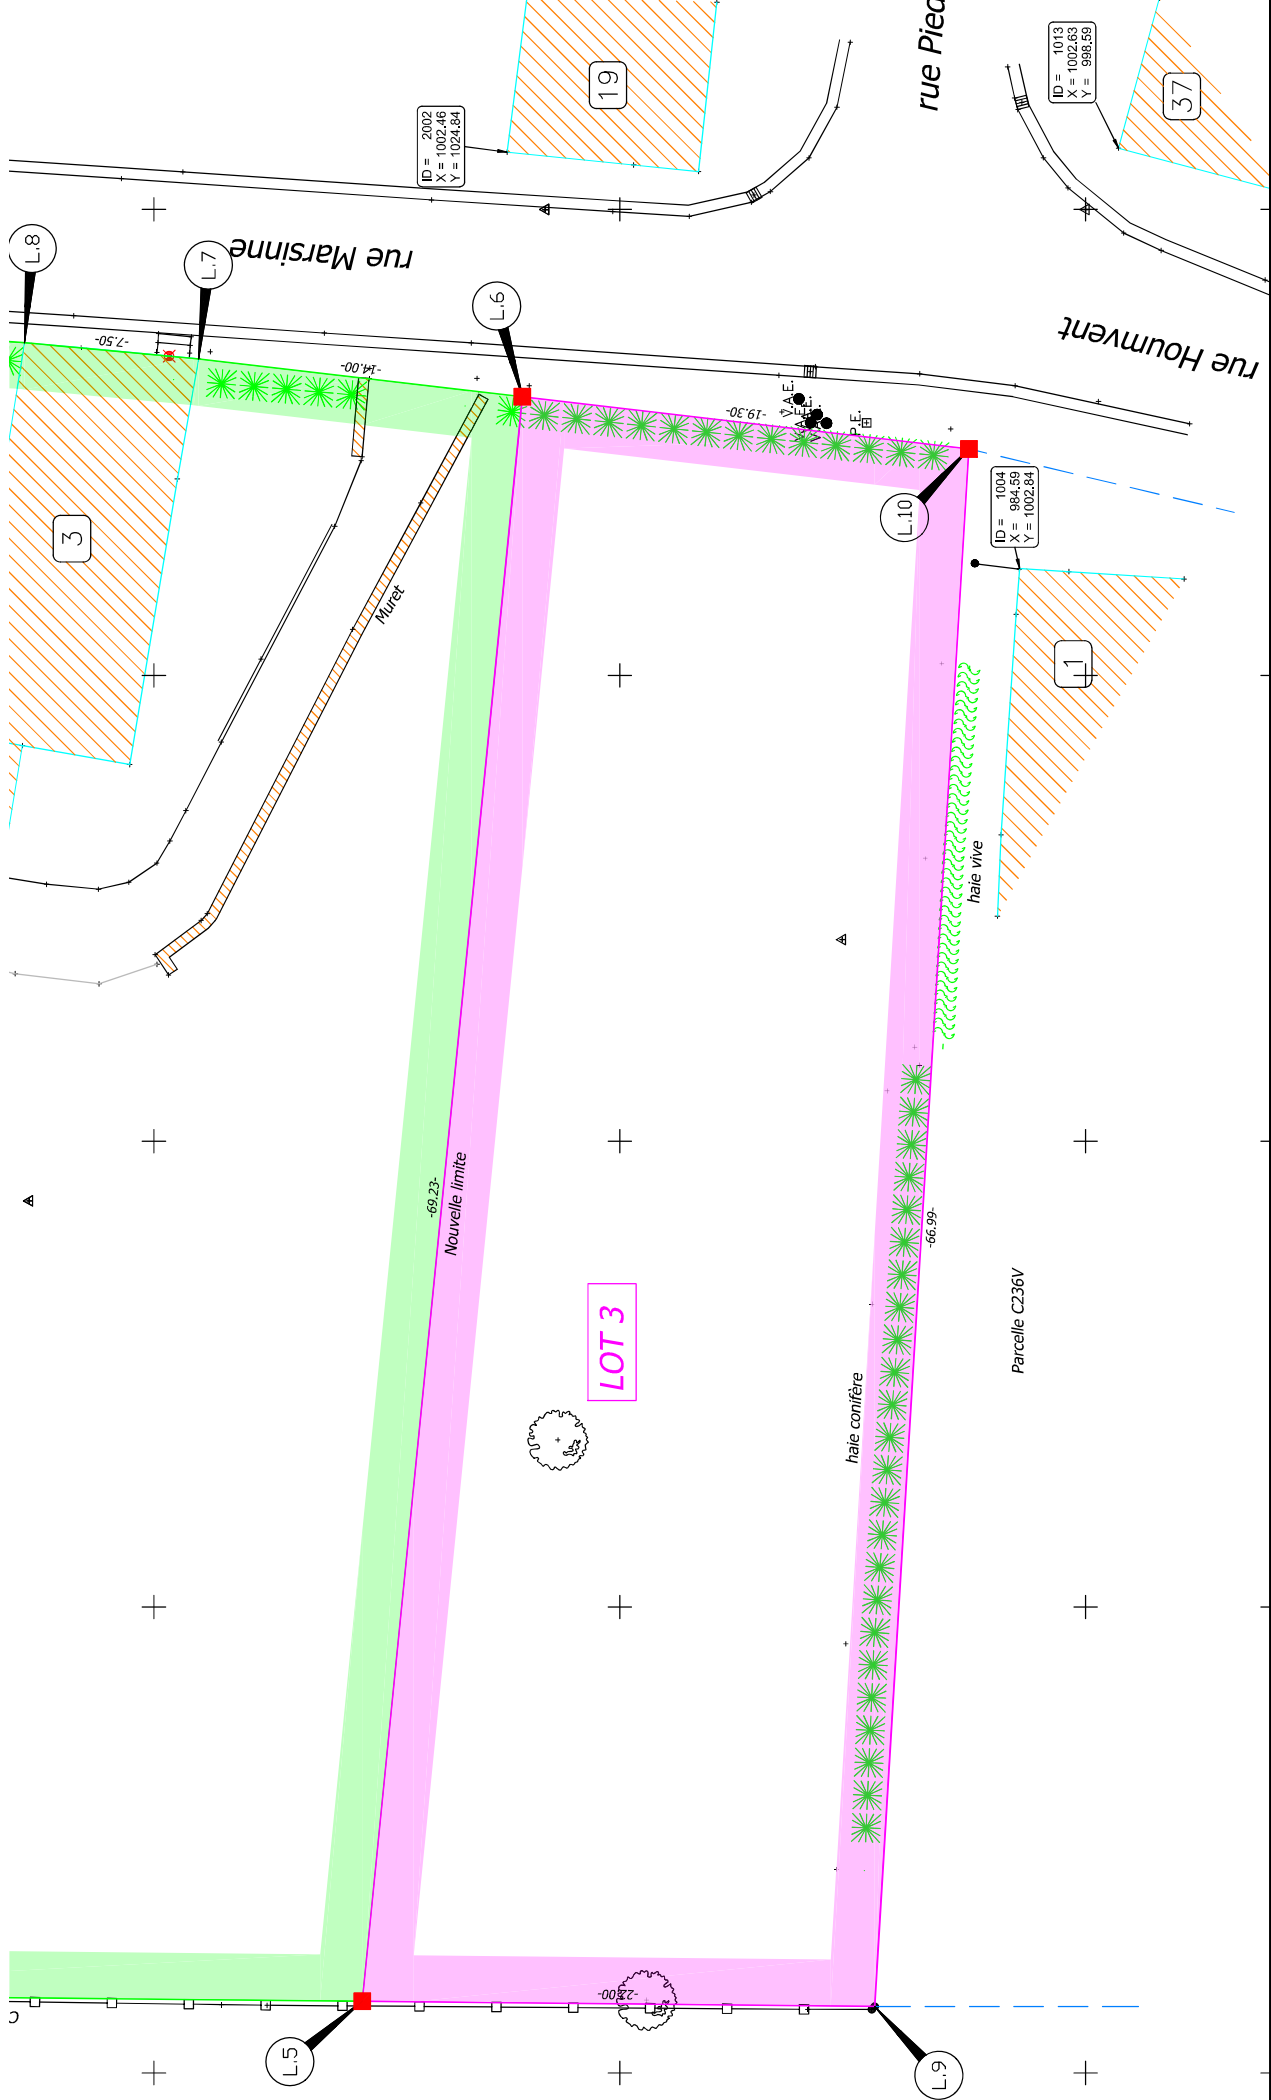 rue Pied
ID = 1013
X = 1002.63
Y = 998.59
37
19
ID = 2002
X = 1002.46
Y = 1024.84
L.8
L.7
rue Marsinne
L.6
-7.50-
-14.00-
rue Houmvent
-19.30-
V.A.E.
P.E.
L.10
ID = 1004
X = 984.59
Y = 1002.84
3
Muret
1
haie vive
-69.23-
Nouvelle limite
-66.99-
LOT 3
Parcelle C236V
haie conifère
-22.00-
L.5
L.9